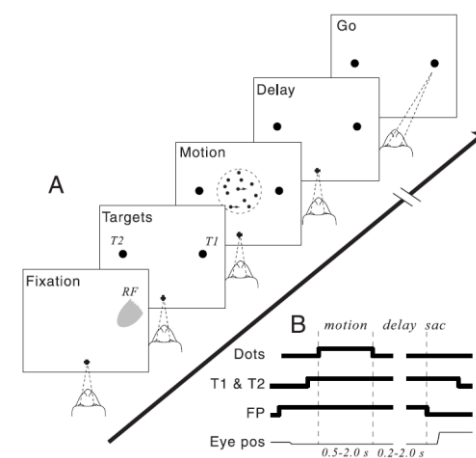 Go
Delay
Motion
A
Targets
T2
T1
Fixation
RF
B
motion
delay
sac
Dots
T1 & T2
FP
Eye pos
0.5-2.0 s
0.2-2.0 s